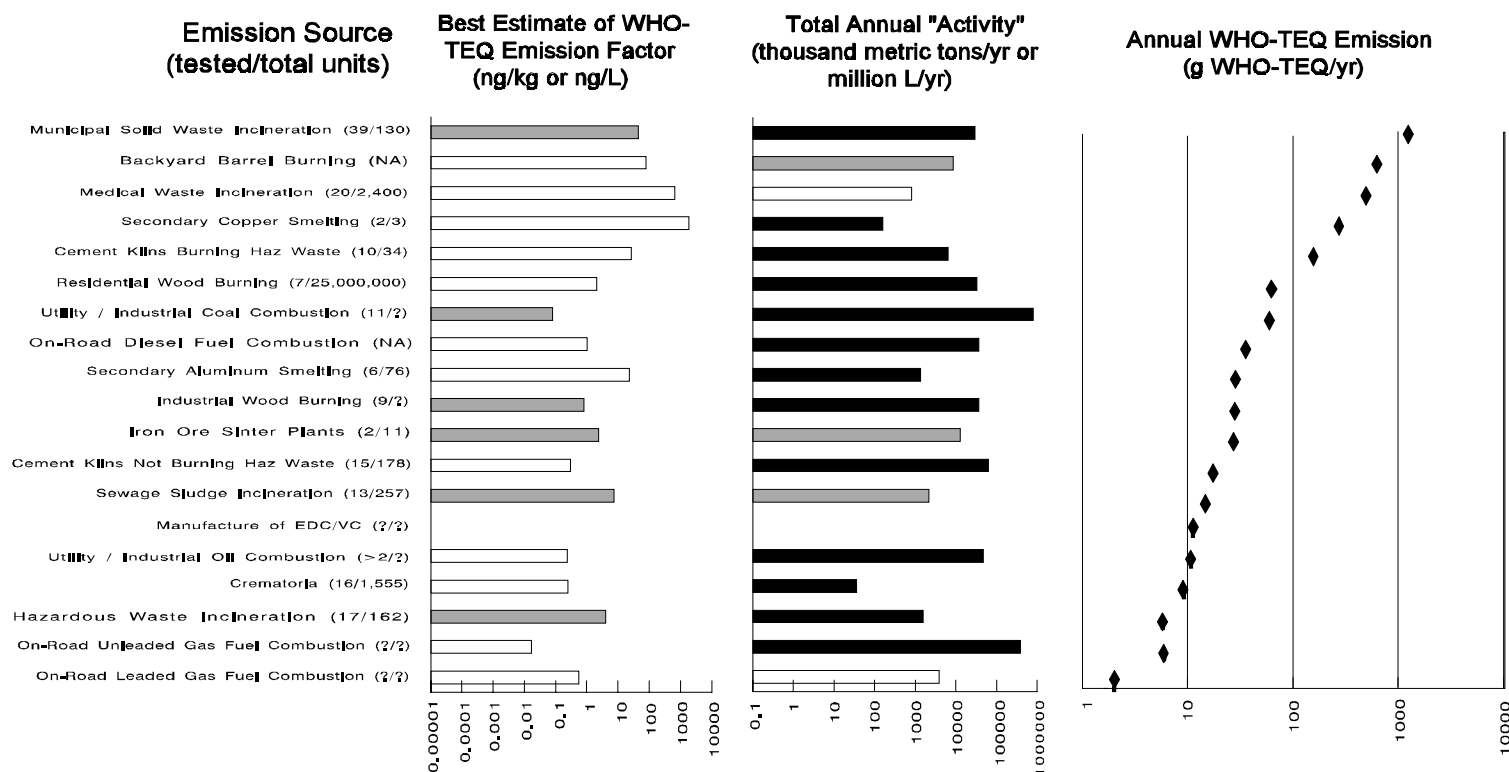 Emission Source
(tested/total units)
Best Estimate of WHO-
TEQ Emission Factor
(ng/kg or ng/L)
Total Annual "Activity"
(thousand metric tons/yr or
million L/yr)
Annual WHO-TEQ Emission
(g WHO-TEQ/yr)
Municipal Solid Waste Incineration (39/130)
Backyard Barrel Burning (NA)
Medical Waste Incineration (20/2,400)
Secondary Copper Smelting (2/3)
Cement Kilns Burning Haz Waste (10/34)
Residential Wood Burning (7/25,000,000)
Utility / Industrial Coal Combustion (11/?)
On-Road Diesel Fuel Combustion (NA)
Secondary Aluminum Smelting (6/76)
Industrial Wood Burning (9/?)
Iron Ore Sinter Plants (2/11)
Cement Kilns Not Burning Haz Waste (15/178)
Sewage Sludge Incineration (13/257)
Manufacture of EDC/VC (?/?)
Utility / Industrial Oil Combustion (>2/?)
Crematoria (16/1,555)
Hazardous Waste Incineration (17/162)
On-Road Unleaded Gas Fuel Combustion (?/?)
On-Road Leaded Gas Fuel Combustion (?/?)
0.00001
0.0001
0.001
0.01
0.1
1
10
100
1000
10000
0.1
1
10
100
1000
10000
100000
1000000
1
10
100
1000
10000